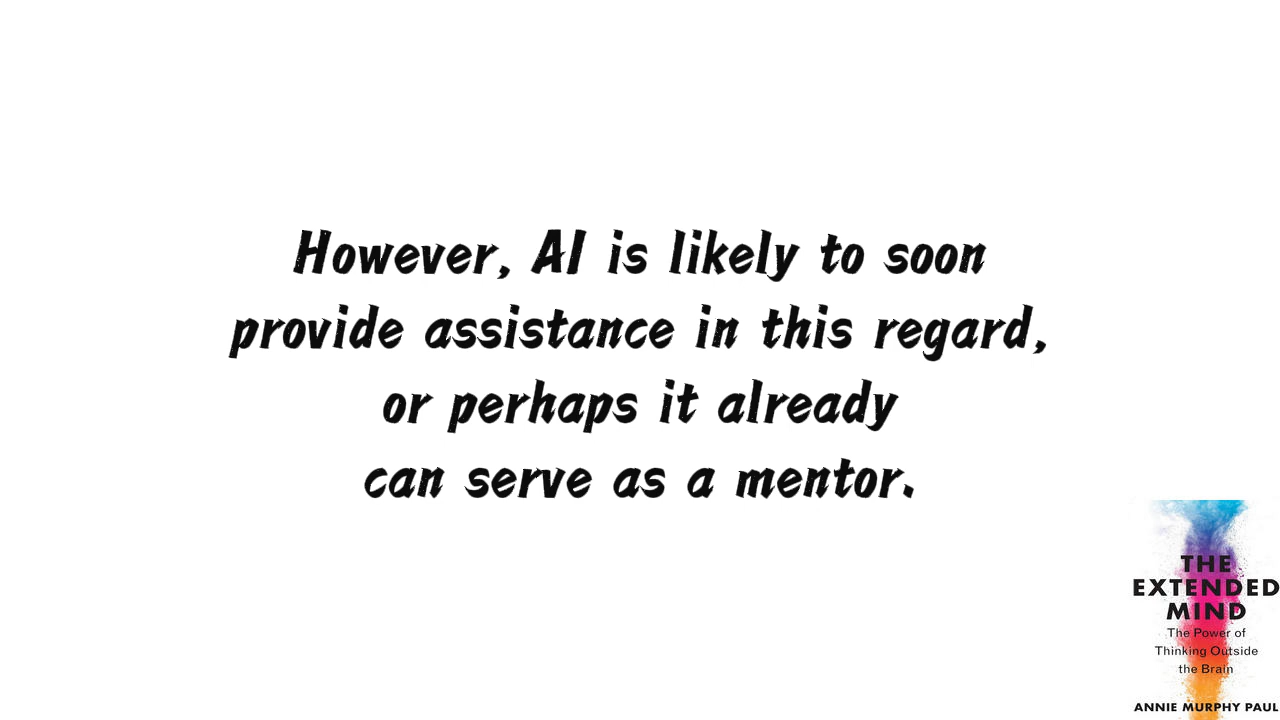 However, AI is likely to soon
provide assistance in this regard,
or perhaps it already
can serve as a mentor.
THE
EXTENDED
MIND
The Power of
Thinking Outside
the Brain
ANNIE MURPHY PAUL